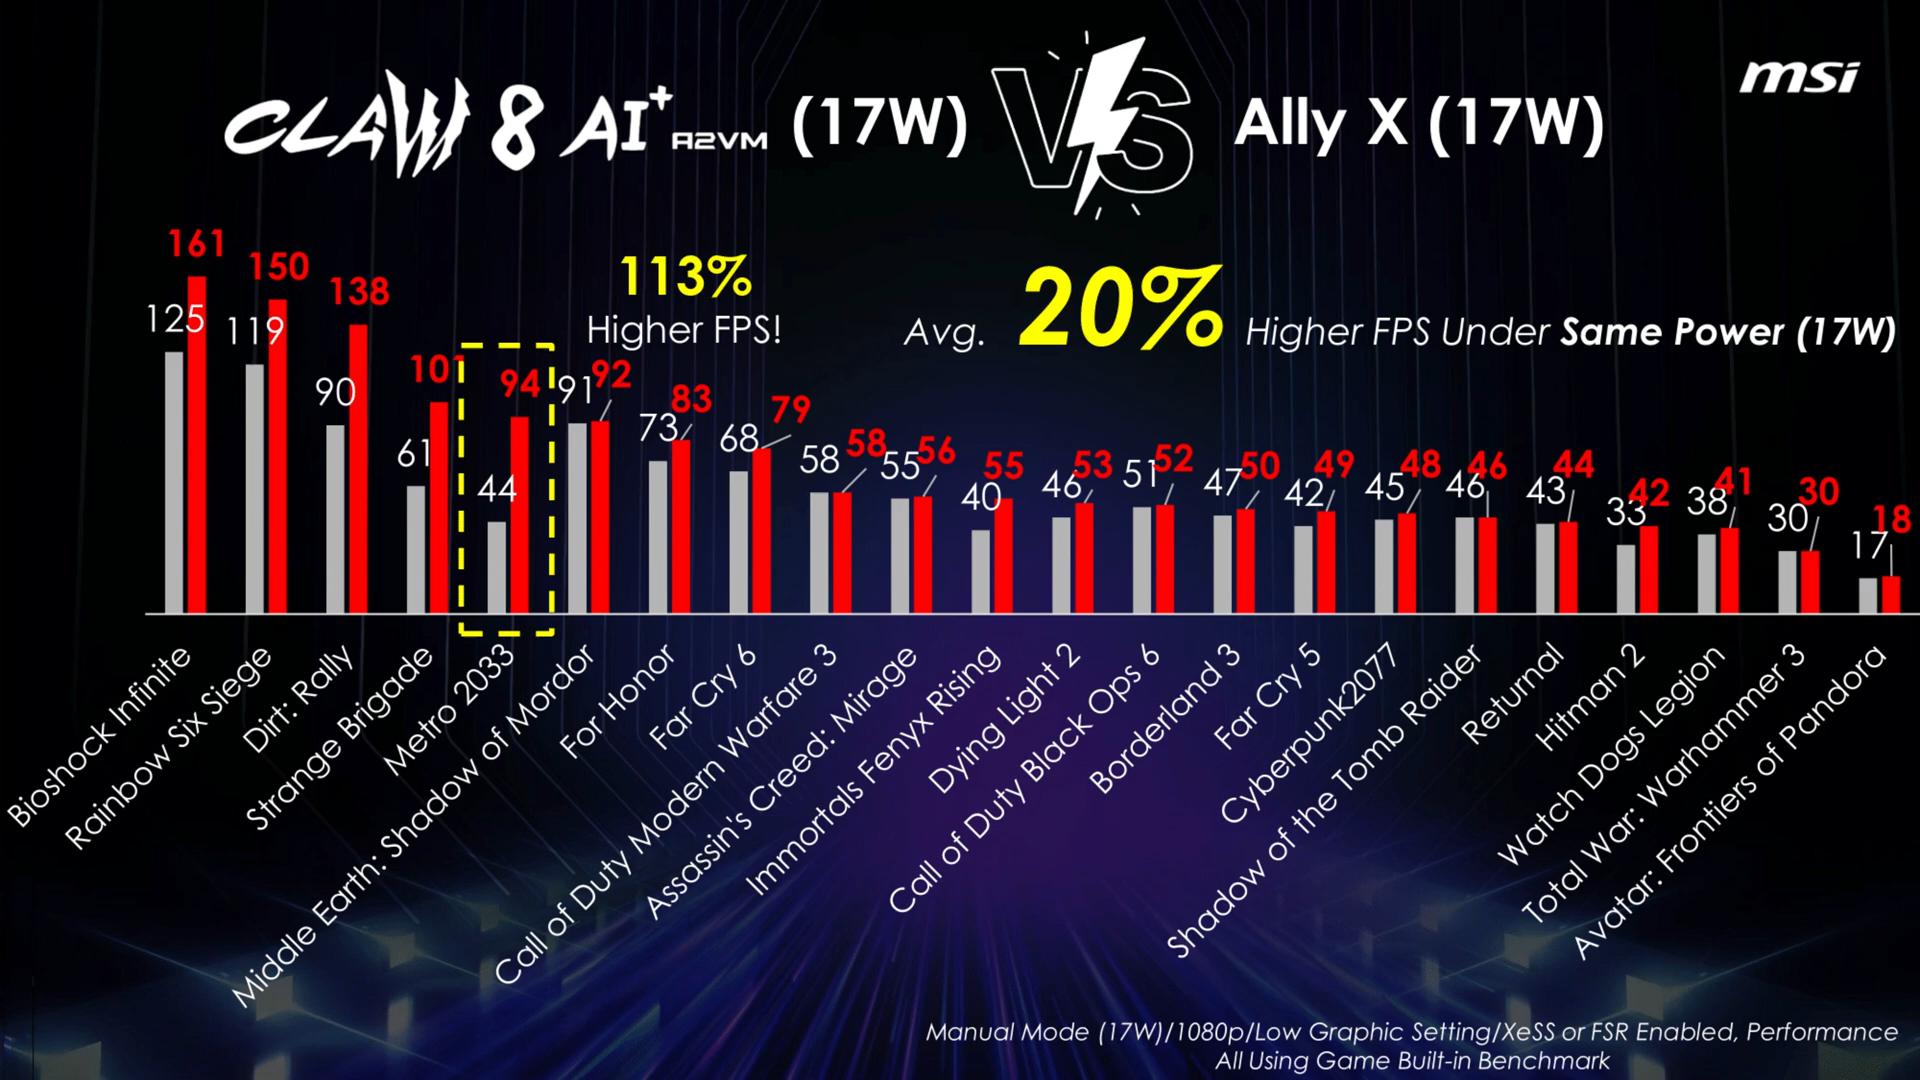 CLAW 8 AI+ A2VM (17W) VS Ally X (17W)
msi
113%
Higher FPS!
Avg. 20% Higher FPS Under Same Power (17W)
125 161
119 150
90 138
61 101
44 94
91 92
73 83
68 79
58 58
55 56
40 55
46 53
51 52
47 50
42 49
45 48
46 46
43 44
33 42
38 41
30 30
17 18
Bioshock Infinite
Rainbow Six Siege
Dirt: Rally
Strange Brigade
Metro 2033
Middle Earth: Shadow of Mordor
For Honor
Far Cry 6
Call of Duty Modern Warfare 3
Assassin's Creed: Mirage
Immortals Fenyx Rising
Dying Light 2
Call of Duty Black Ops 6
Borderland 3
Far Cry 5
Cyberpunk2077
Shadow of the Tomb Raider
Returnal
Hitman 2
Watch Dogs Legion
Total War: Warhammer 3
Avatar: Frontiers of Pandora
Manual Mode (17W)/1080p/Low Graphic Setting/XeSS or FSR Enabled, Performance
All Using Game Built-in Benchmark